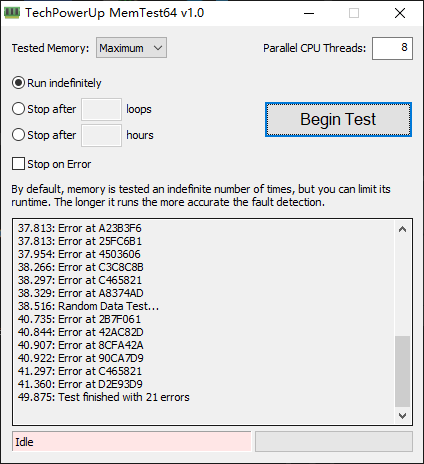 TechPowerUp MemTest64 v1.0
Tested Memory: Maximum Parallel CPU Threads: 8
Run indefinitely
Stop after loops
Stop after hours
Begin Test
Stop on Error
By default, memory is tested an indefinite number of times, but you can limit its
runtime. The longer it runs the more accurate the fault detection.
37.813: Error at A23B3F6
37.813: Error at 25FC6B1
37.954: Error at 4503606
38.266: Error at C3C8C8B
38.297: Error at C465821
38.329: Error at A8374AD
38.516: Random Data Test...
40.735: Error at 2B7F061
40.844: Error at 42AC82D
40.907: Error at 8CFA42A
40.922: Error at 90CA7D9
41.297: Error at C465821
41.360: Error at D2E93D9
49.875: Test finished with 21 errors
Idle